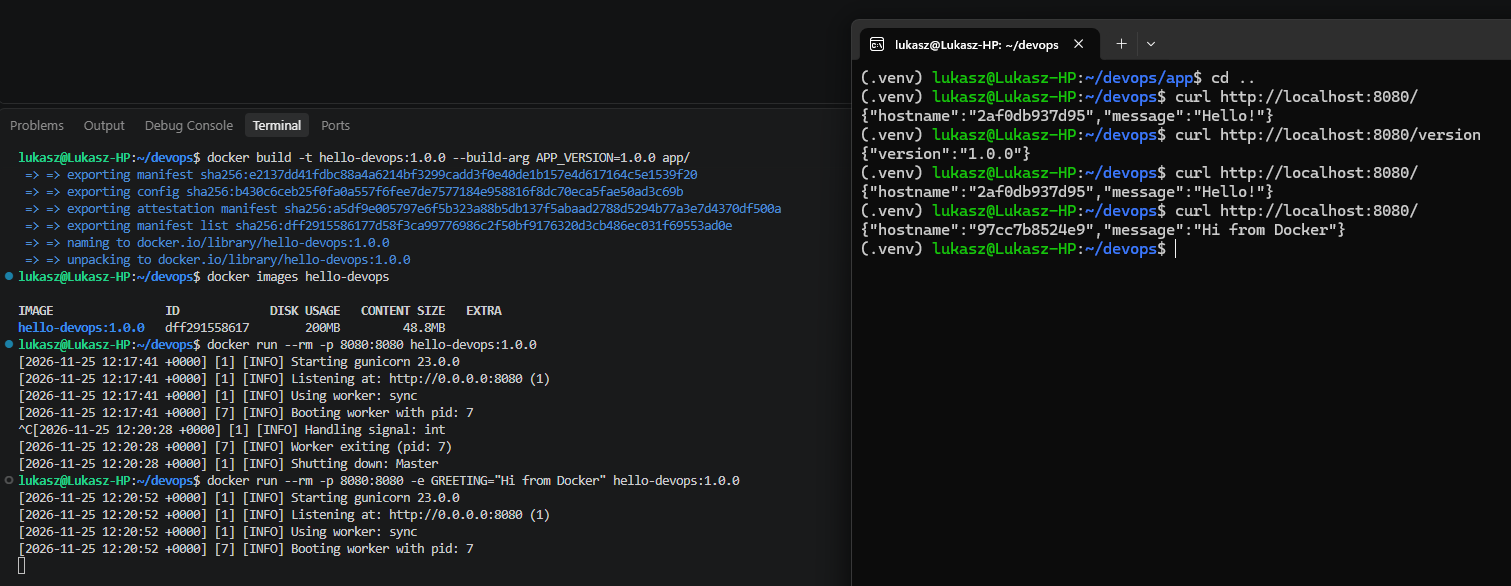 Problems Output Debug Console Terminal Ports
lukasz@Lukasz-HP:~/devops$ docker build -t hello-devops:1.0.0 --build-arg APP_VERSION=1.0.0 app/
=> => exporting manifest sha256:e2137dd41fdbc88a4a6214bf3299cadd3f0e40de1b157e4d617164c5e1539f20
=> => exporting config sha256:b430c6ceb25f0fa0a557f6fee7de7577184e958816f8dc70eca5fae50ad3c69b
=> => exporting attestation manifest sha256:a5df9e005797e6f5b323a88b5db137f5abaad2788d5294b77a3e7d4370df500a
=> => exporting manifest list sha256:dff2915586177d58f3ca99776986c2f50bf9176320d3cb486ec031f69553ad0e
=> => naming to docker.io/library/hello-devops:1.0.0
=> => unpacking to docker.io/library/hello-devops:1.0.0
lukasz@Lukasz-HP:~/devops$ docker images hello-devops
IMAGE ID DISK USAGE CONTENT SIZE EXTRA
hello-devops:1.0.0 dff291558617 200MB 48.8MB
lukasz@Lukasz-HP:~/devops$ docker run --rm -p 8080:8080 hello-devops:1.0.0
[2026-11-25 12:17:41 +0000] [1] [INFO] Starting gunicorn 23.0.0
[2026-11-25 12:17:41 +0000] [1] [INFO] Listening at: http://0.0.0.0:8080 (1)
[2026-11-25 12:17:41 +0000] [1] [INFO] Using worker: sync
[2026-11-25 12:17:41 +0000] [7] [INFO] Booting worker with pid: 7
^C[2026-11-25 12:20:28 +0000] [1] [INFO] Handling signal: int
[2026-11-25 12:20:28 +0000] [7] [INFO] Worker exiting (pid: 7)
[2026-11-25 12:20:28 +0000] [1] [INFO] Shutting down: Master
lukasz@Lukasz-HP:~/devops$ docker run --rm -p 8080:8080 -e GREETING="Hi from Docker" hello-devops:1.0.0
[2026-11-25 12:20:52 +0000] [1] [INFO] Starting gunicorn 23.0.0
[2026-11-25 12:20:52 +0000] [1] [INFO] Listening at: http://0.0.0.0:8080 (1)
[2026-11-25 12:20:52 +0000] [1] [INFO] Using worker: sync
[2026-11-25 12:20:52 +0000] [7] [INFO] Booting worker with pid: 7
lukasz@Lukasz-HP: ~/devops
(.venv) lukasz@Lukasz-HP:~/devops/app$ cd ..
(.venv) lukasz@Lukasz-HP:~/devops$ curl http://localhost:8080/
{"hostname":"2af0db937d95","message":"Hello!"}
(.venv) lukasz@Lukasz-HP:~/devops$ curl http://localhost:8080/version
{"version":"1.0.0"}
(.venv) lukasz@Lukasz-HP:~/devops$ curl http://localhost:8080/
{"hostname":"2af0db937d95","message":"Hello!"}
(.venv) lukasz@Lukasz-HP:~/devops$ curl http://localhost:8080/
{"hostname":"97cc7b8524e9","message":"Hi from Docker"}
(.venv) lukasz@Lukasz-HP:~/devops$